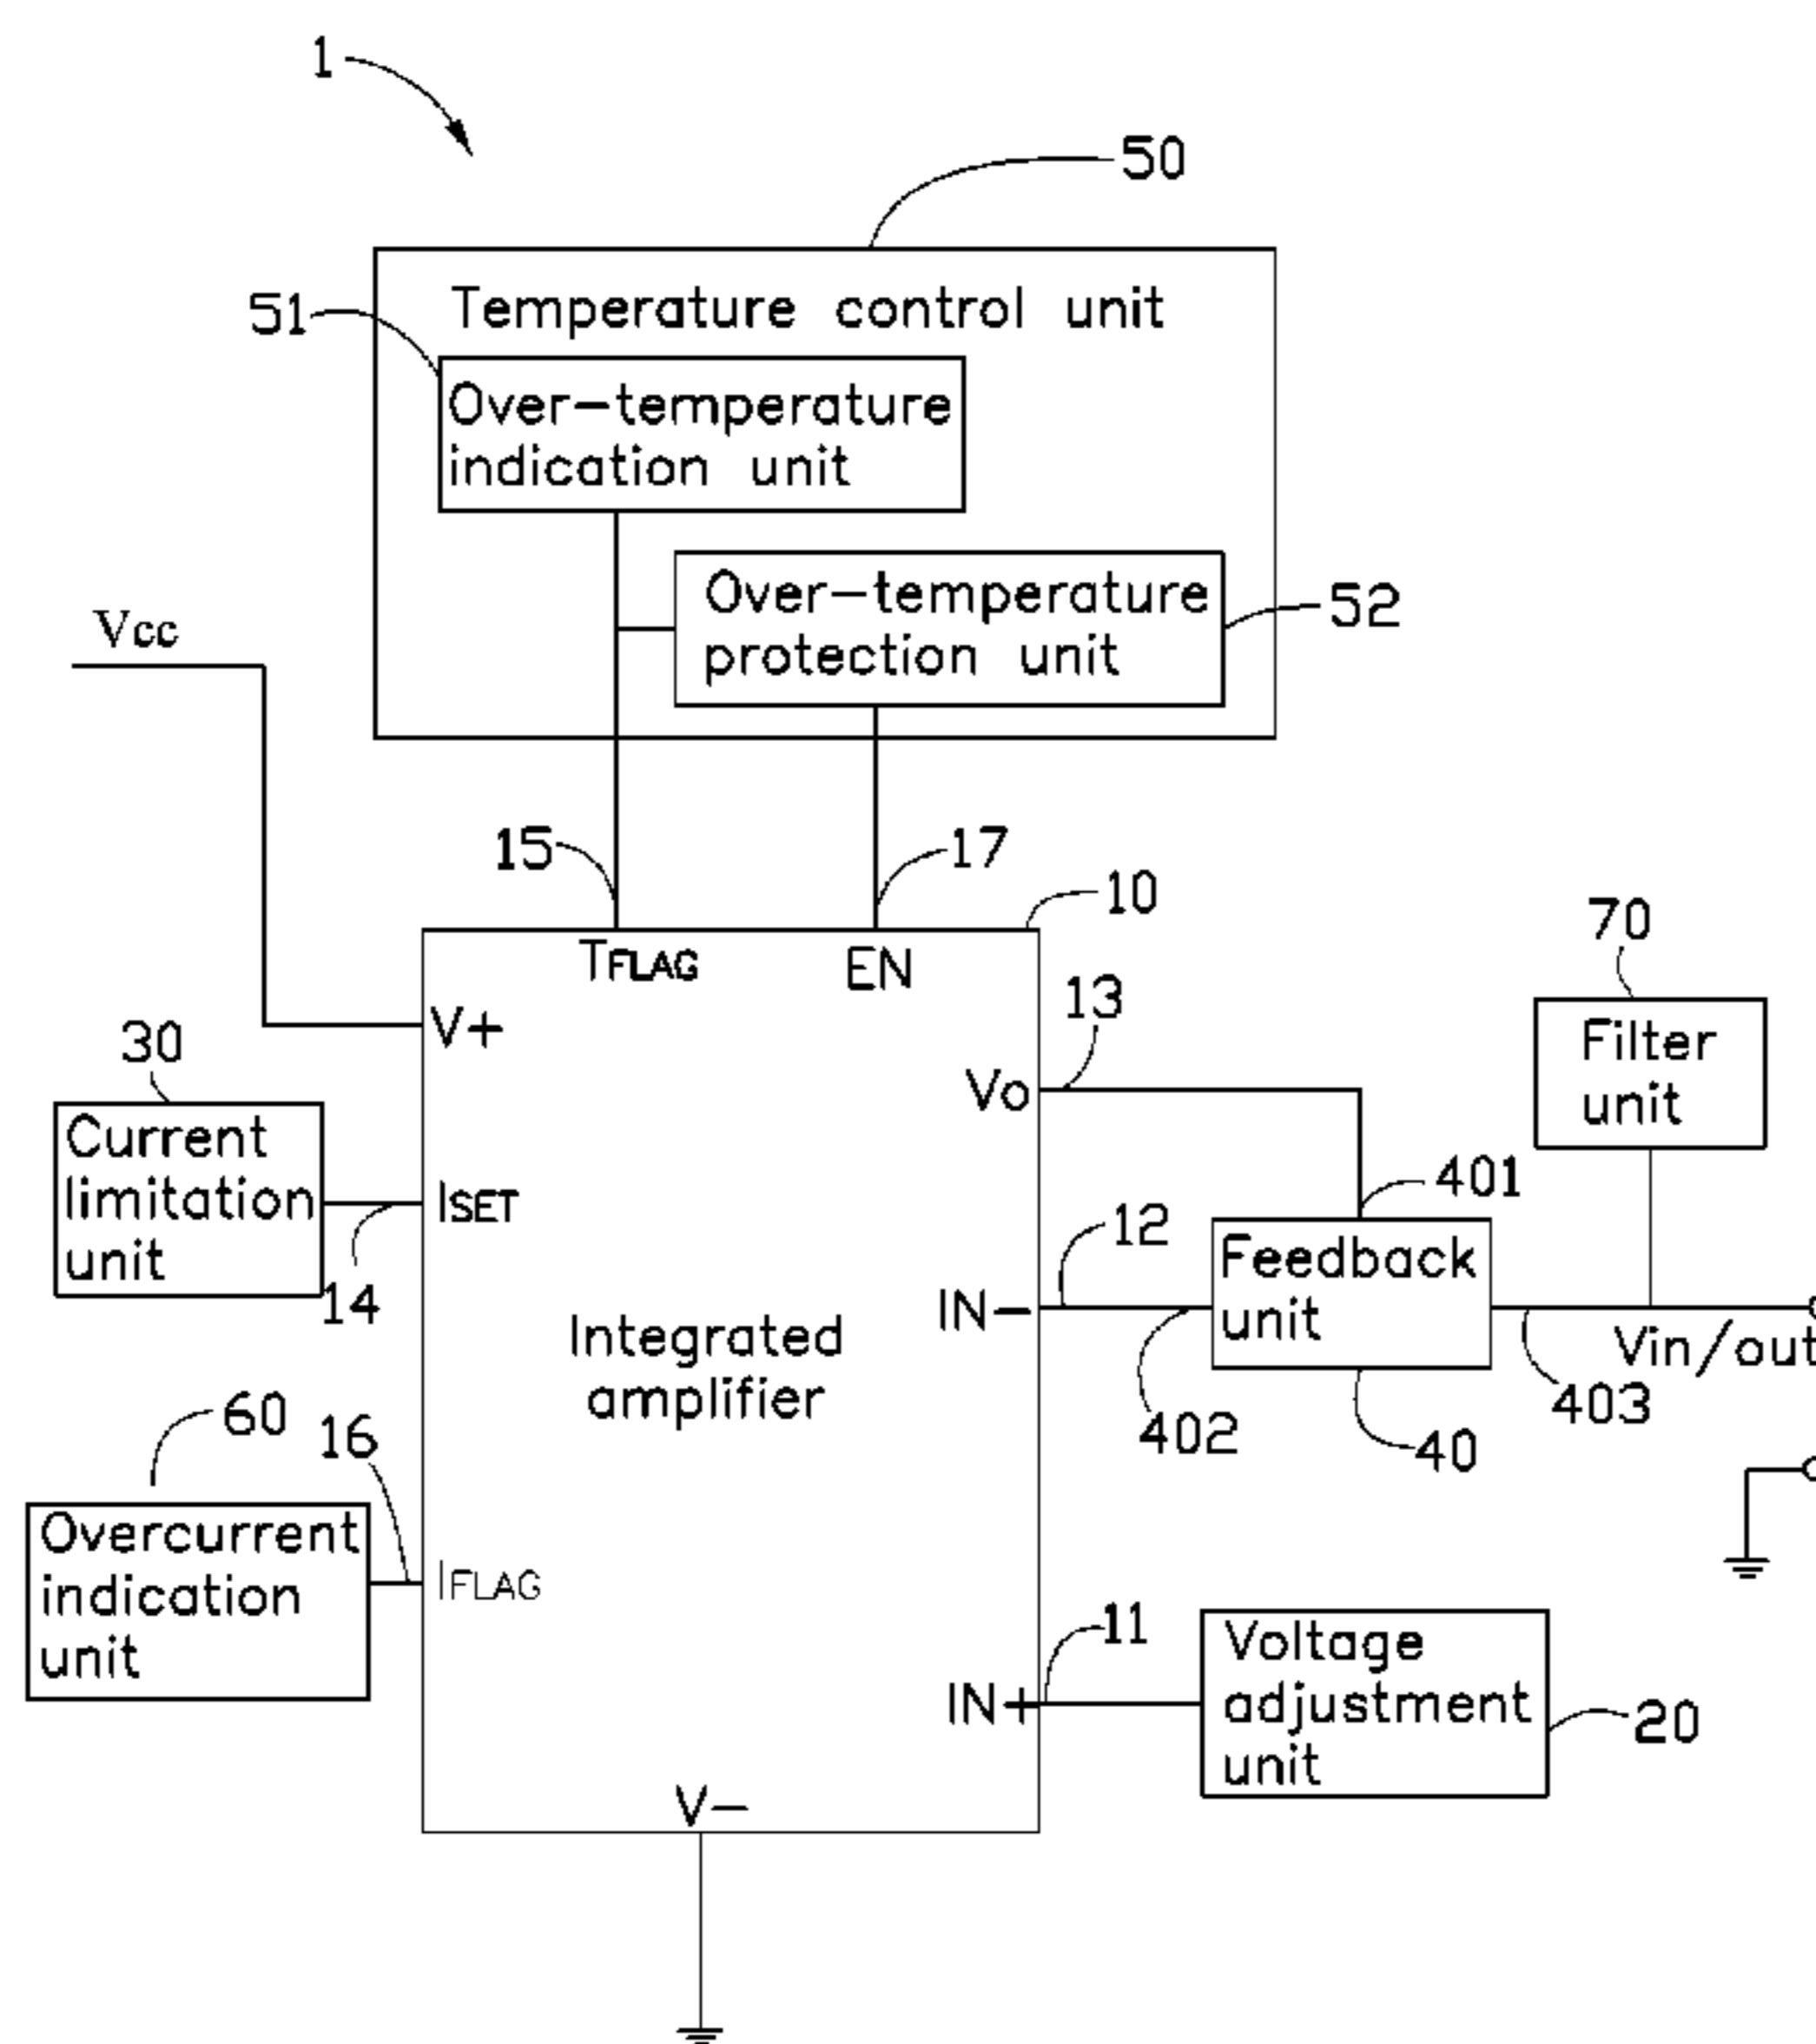 1
50
51
Temperature control unit
Over-temperature
indication unit
Over-temperature
protection unit
52
Vcc
15
17
10
TFLAG
EN
70
Filter
unit
V+
13
30
Vo
Current
limitation
unit
ISET
14
401
12
Feedback
unit
IN-
Vin/out
402
403
40
Integrated
amplifier
60
16
Overcurrent
indication
unit
IFLAG
11
IN+
Voltage
adjustment
unit
20
V-